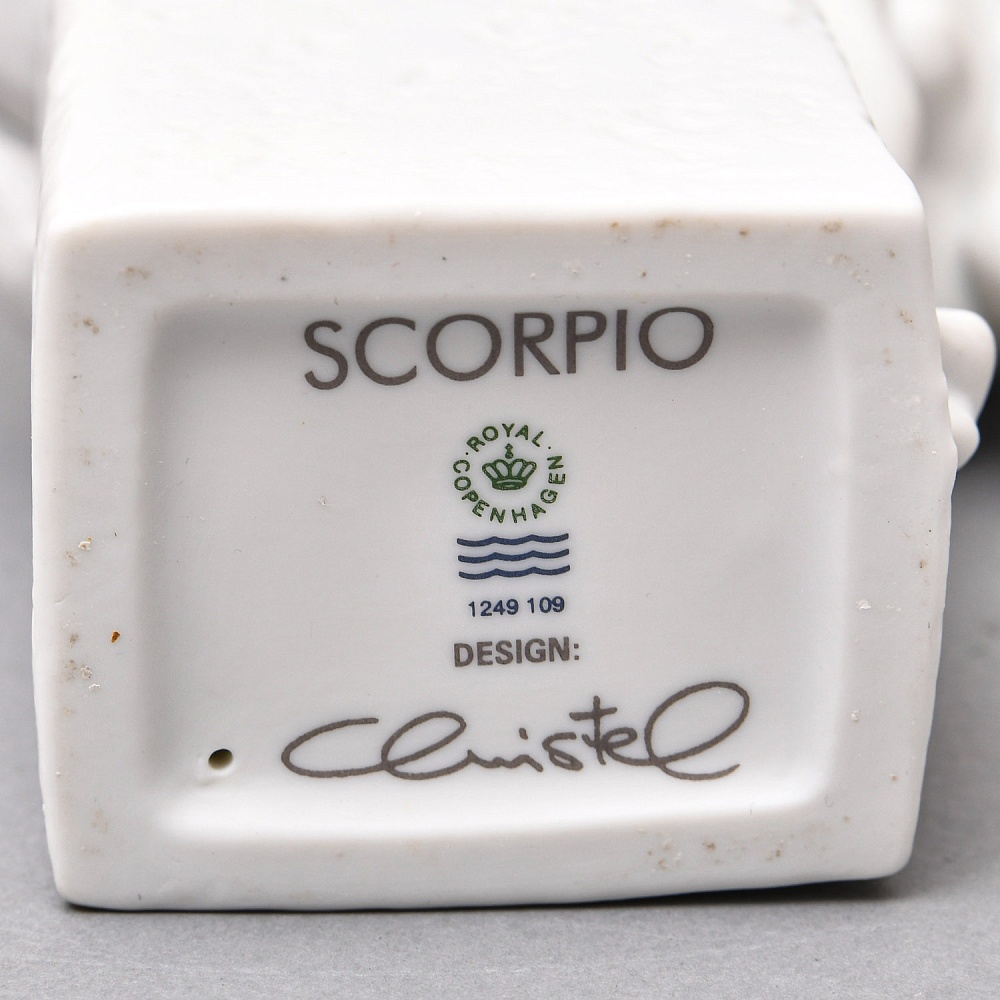 SCORPIO
ROYAL
COPENHAGEN
1249 109
DESIGN:
Christel